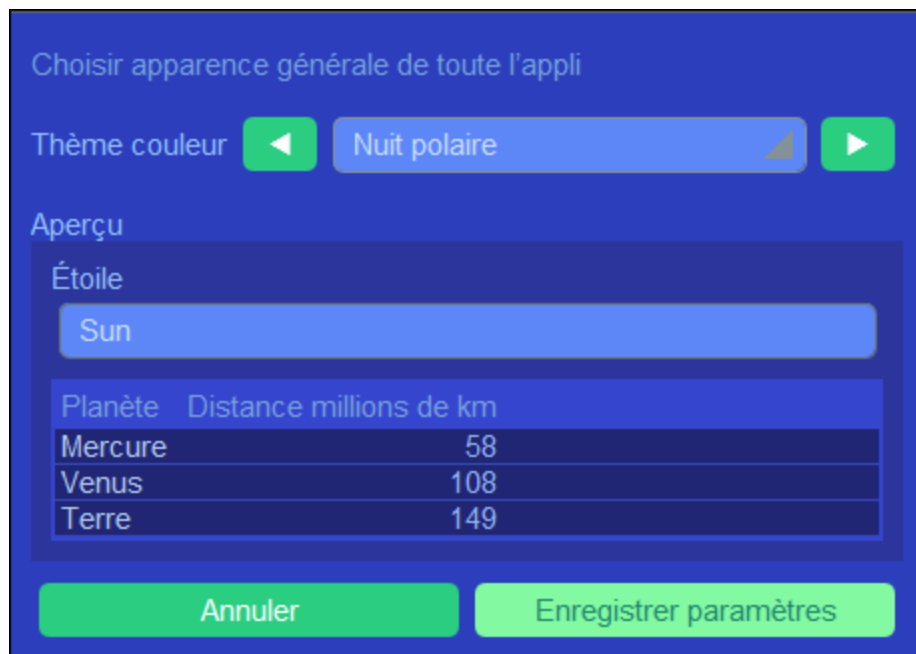 Choisir apparence générale de toute l’appli
Thème couleur Nuit polaire
Aperçu
Étoile
Sun
Planète Distance millions de km
Mercure 58
Venus 108
Terre 149
Annuler Enregistrer paramètres